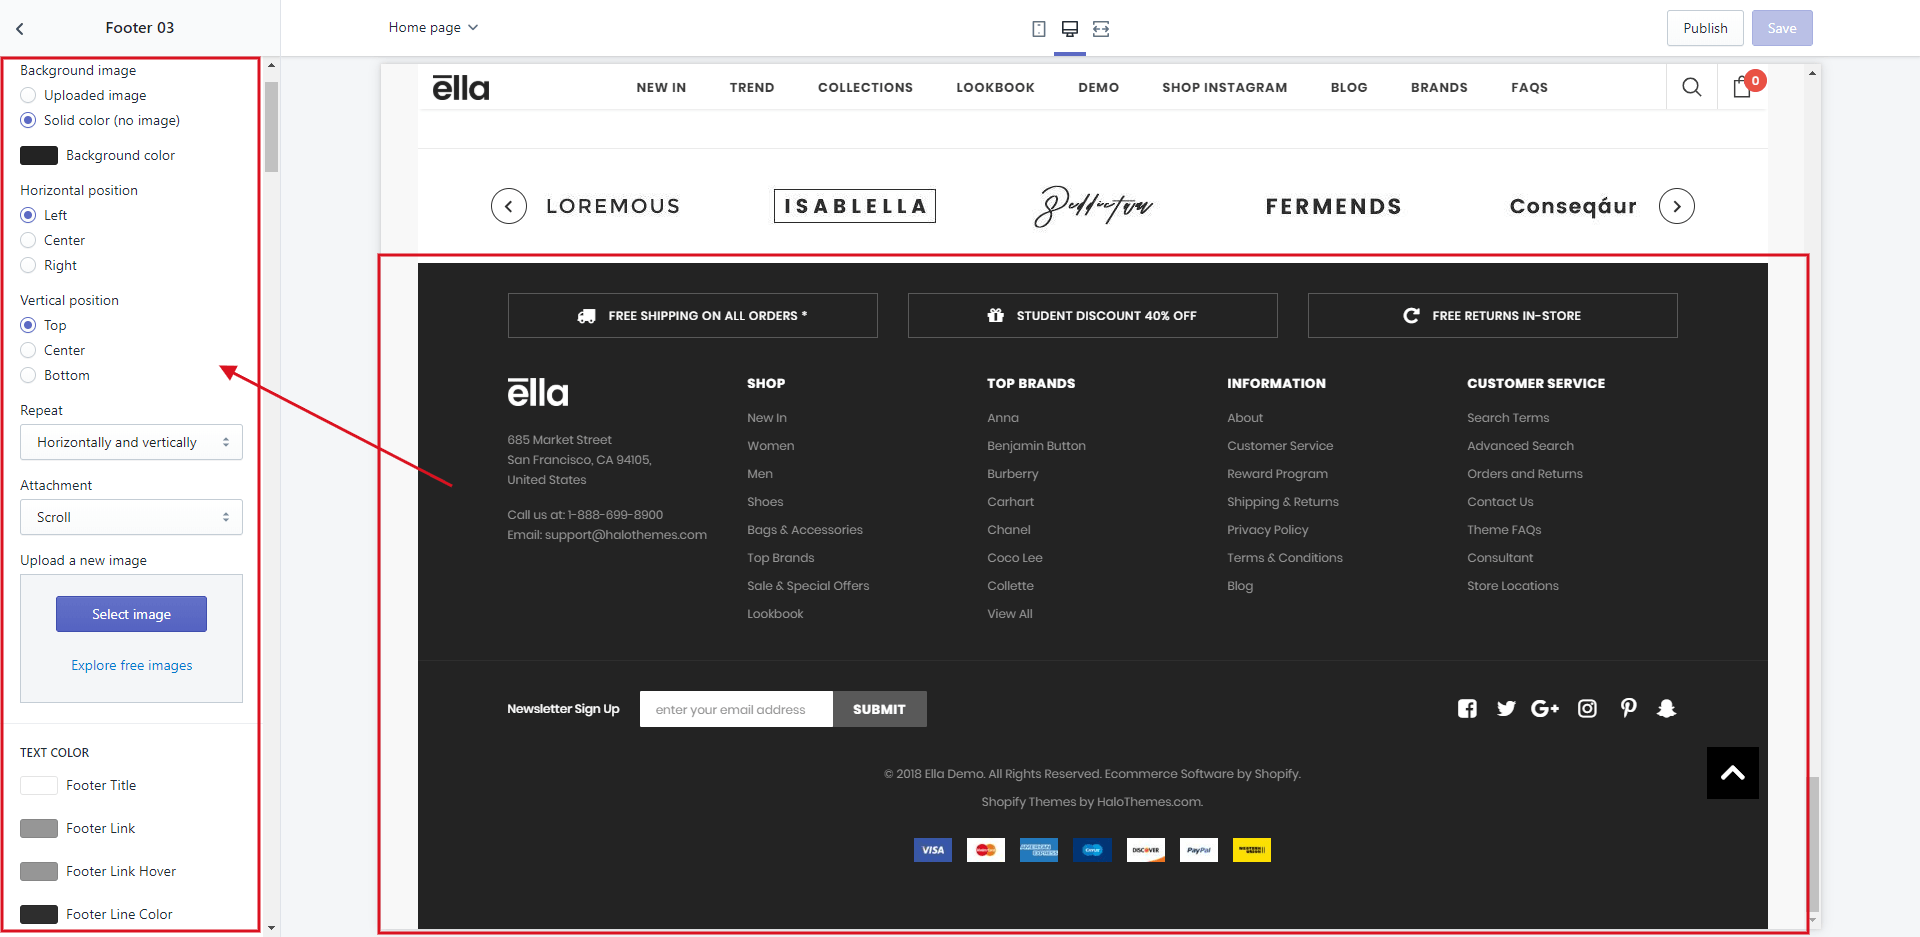 Footer 03
Home page
Publish
Save
Background image
Uploaded image
Solid color (no image)
Background color
Horizontal position
Left
Center
Right
Vertical position
Top
Center
Bottom
Repeat
Horizontally and vertically
Attachment
Scroll
Upload a new image
Select image
Explore free images
TEXT COLOR
Footer Title
Footer Link
Footer Link Hover
Footer Line Color
ēlla
NEW IN
TREND
COLLECTIONS
LOOKBOOK
DEMO
SHOP INSTAGRAM
BLOG
BRANDS
FAQS
0
LOREMOUS
ISABLELLA
FERMENDS
Conseqáur
FREE SHIPPING ON ALL ORDERS *
STUDENT DISCOUNT 40% OFF
FREE RETURNS IN-STORE
ēlla
685 Market Street
San Francisco, CA 94105,
United States
Call us at: 1-888-699-8900
Email: support@halothemes.com
SHOP
New In
Women
Men
Shoes
Bags & Accessories
Top Brands
Sale & Special Offers
Lookbook
TOP BRANDS
Anna
Benjamin Button
Burberry
Carhart
Chanel
Coco Lee
Collette
View All
INFORMATION
About
Customer Service
Reward Program
Shipping & Returns
Privacy Policy
Terms & Conditions
Blog
CUSTOMER SERVICE
Search Terms
Advanced Search
Orders and Returns
Contact Us
Theme FAQs
Consultant
Store Locations
Newsletter Sign Up
enter your email address
SUBMIT
G+
© 2018 Ella Demo. All Rights Reserved. Ecommerce Software by Shopify.
Shopify Themes by HaloThemes.com.
VISA
MasterCard
AMERICAN EXPRESS
Cirrus
DISCOVER
PayPal
WESTERN UNION